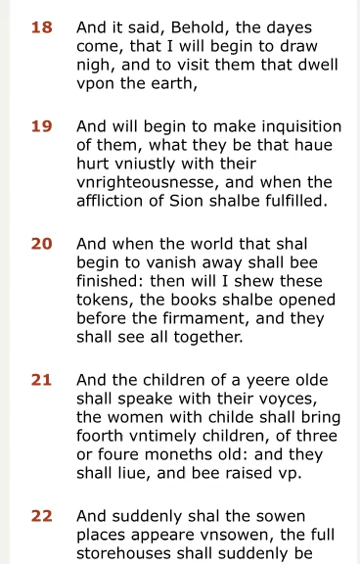 18 And it said, Behold, the dayes
come, that I will begin to draw
nigh, and to visit them that dwell
vpon the earth,
19 And will begin to make inquisition
of them, what they be that haue
hurt vniustly with their
vnrighteousnesse, and when the
affliction of Sion shalbe fulfilled.
20 And when the world that shal
begin to vanish away shall bee
finished: then will I shew these
tokens, the books shalbe opened
before the firmament, and they
shall see all together.
21 And the children of a yeere olde
shall speake with their voyces,
the women with childe shall bring
foorth vntimely children, of three
or foure moneths old: and they
shall liue, and bee raised vp.
22 And suddenly shal the sowen
places appeare vnsowen, the full
storehouses shall suddenly be